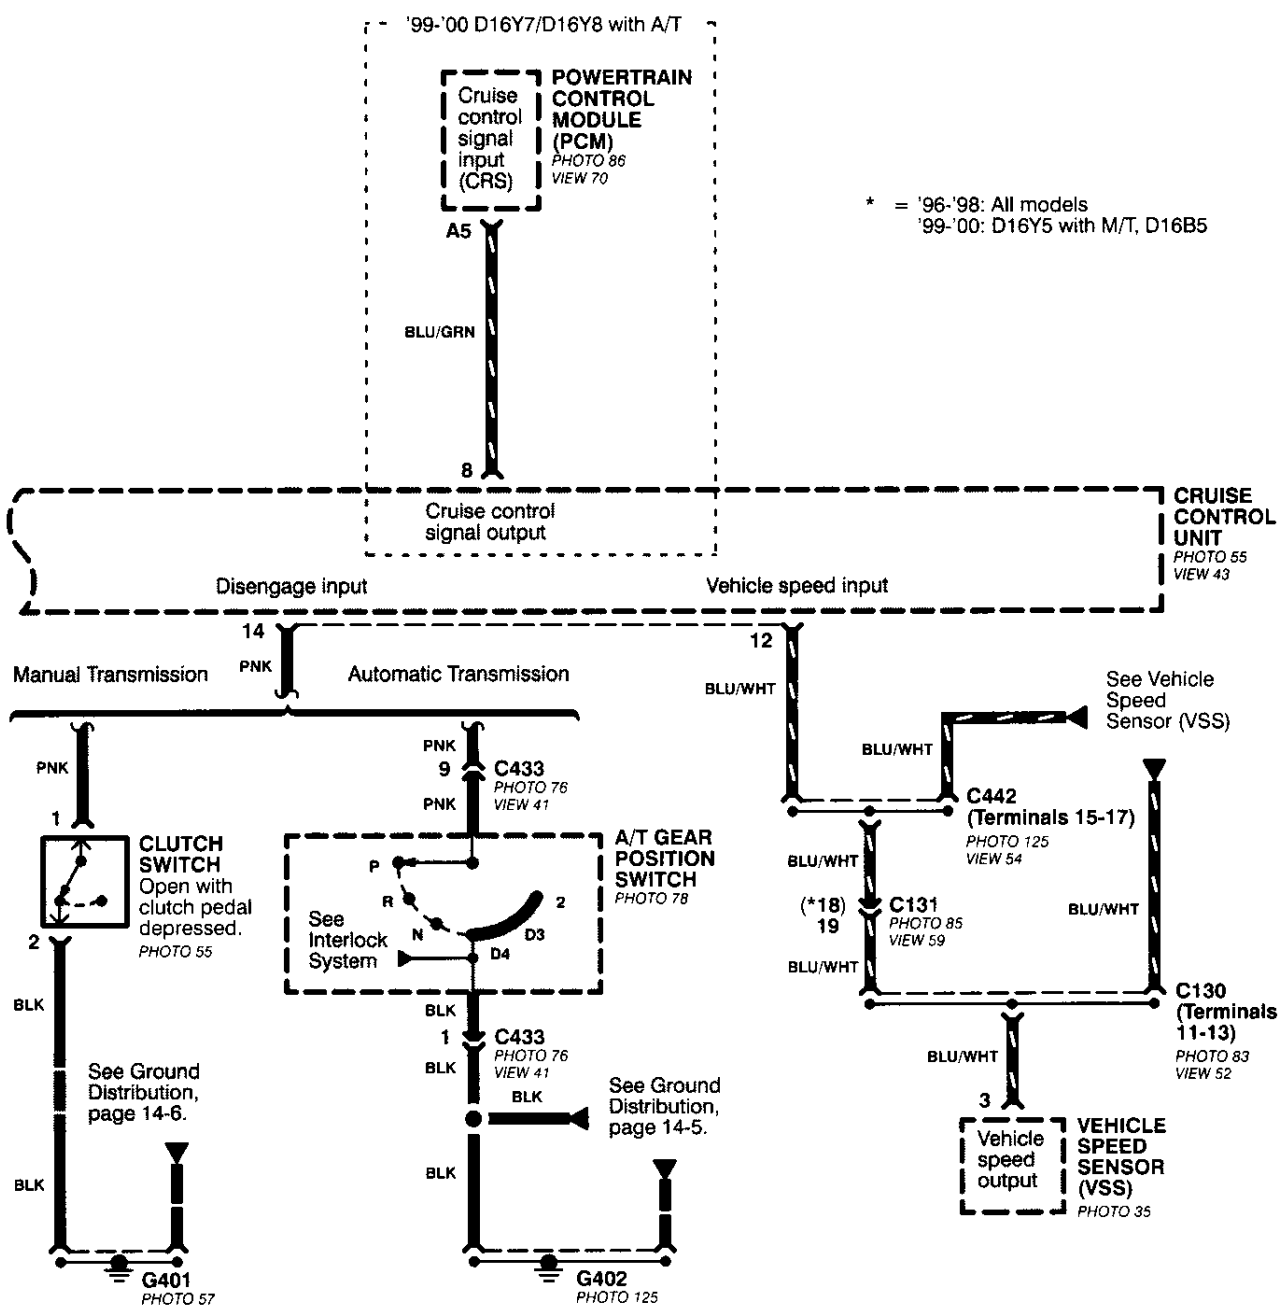 '99-'00 D16Y7/D16Y8 with A/T
Cruise
control
signal
input
(CRS)
POWERTRAIN
CONTROL
MODULE
(PCM)
PHOTO 86
VIEW 70
* = '96-'98: All models
'99-'00: D16Y5 with M/T, D16B5
A5
BLU/GRN
8
Cruise control
signal output
CRUISE
CONTROL
UNIT
PHOTO 55
VIEW 43
Disengage input
Vehicle speed input
14
PNK
12
BLU/WHT
Manual Transmission
Automatic Transmission
See Vehicle
Speed
Sensor (VSS)
BLU/WHT
PNK
PNK
9
C433
PHOTO 76
VIEW 41
PNK
1
CLUTCH
SWITCH
Open with
clutch pedal
depressed.
PHOTO 55
2
A/T GEAR
POSITION
SWITCH
PHOTO 78
P
R
N
D4
D3
2
See
Interlock
System
C442
(Terminals 15-17)
PHOTO 125
VIEW 54
BLU/WHT
(*18)
19
C131
PHOTO 85
VIEW 59
BLU/WHT
BLU/WHT
BLK
BLK
1
C433
PHOTO 76
VIEW 41
BLK
C130
(Terminals
11-13)
PHOTO 83
VIEW 52
BLU/WHT
3
See Ground
Distribution,
page 14-6.
BLK
See Ground
Distribution,
page 14-5.
Vehicle
speed
output
VEHICLE
SPEED
SENSOR
(VSS)
PHOTO 35
BLK
BLK
G401
PHOTO 57
G402
PHOTO 125